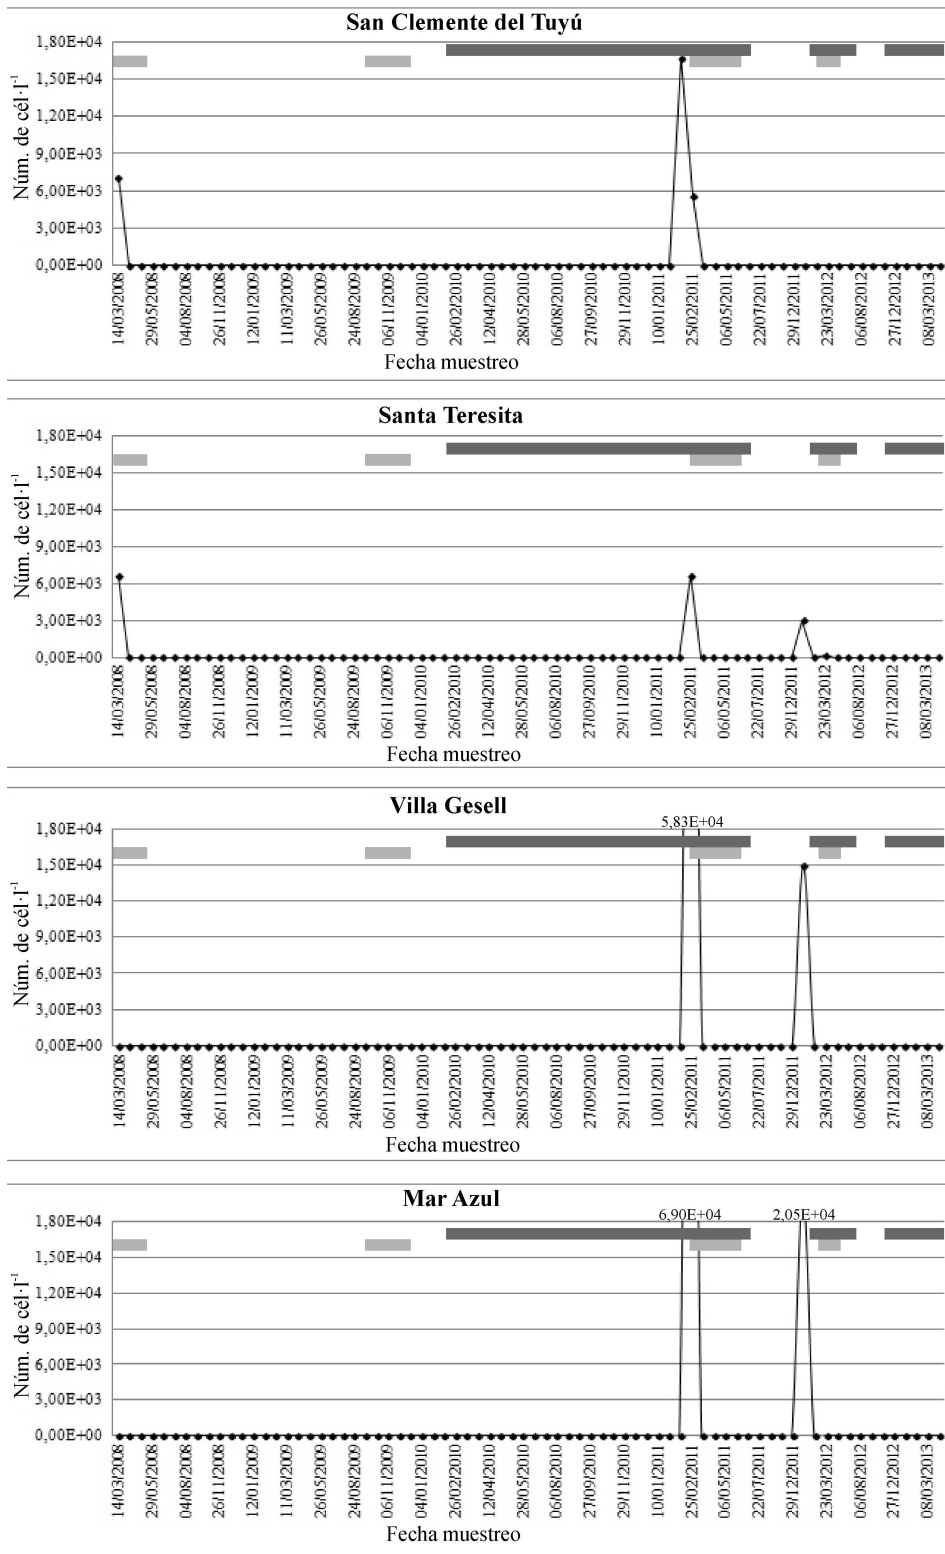 San Clemente del Tuyú
Núm. de cél·l⁻¹
1,80E+04
1,50E+04
1,20E+04
9,00E+03
6,00E+03
3,00E+03
0,00E+00
14/03/2008
29/05/2008
04/08/2008
26/11/2008
12/01/2009
11/03/2009
26/05/2009
24/08/2009
06/11/2009
04/01/2010
26/02/2010
12/04/2010
28/05/2010
06/08/2010
27/09/2010
29/11/2010
10/01/2011
25/02/2011
06/05/2011
22/07/2011
29/12/2011
23/03/2012
06/08/2012
27/12/2012
08/03/2013
Fecha muestreo
Santa Teresita
Núm. de cél·l⁻¹
1,80E+04
1,50E+04
1,20E+04
9,00E+03
6,00E+03
3,00E+03
0,00E+00
14/03/2008
29/05/2008
04/08/2008
26/11/2008
12/01/2009
11/03/2009
26/05/2009
24/08/2009
06/11/2009
04/01/2010
26/02/2010
12/04/2010
28/05/2010
06/08/2010
27/09/2010
29/11/2010
10/01/2011
25/02/2011
06/05/2011
22/07/2011
29/12/2011
23/03/2012
06/08/2012
27/12/2012
08/03/2013
Fecha muestreo
Villa Gesell
5,83E+04
Núm. de cél·l⁻¹
1,80E+04
1,50E+04
1,20E+04
9,00E+03
6,00E+03
3,00E+03
0,00E+00
14/03/2008
29/05/2008
04/08/2008
26/11/2008
12/01/2009
11/03/2009
26/05/2009
24/08/2009
06/11/2009
04/01/2010
26/02/2010
12/04/2010
28/05/2010
06/08/2010
27/09/2010
29/11/2010
10/01/2011
25/02/2011
06/05/2011
22/07/2011
29/12/2011
23/03/2012
06/08/2012
27/12/2012
08/03/2013
Fecha muestreo
Mar Azul
6,90E+04
2,05E+04
Núm. de cél·l⁻¹
1,80E+04
1,50E+04
1,20E+04
9,00E+03
6,00E+03
3,00E+03
0,00E+00
14/03/2008
29/05/2008
04/08/2008
26/11/2008
12/01/2009
11/03/2009
26/05/2009
24/08/2009
06/11/2009
04/01/2010
26/02/2010
12/04/2010
28/05/2010
06/08/2010
27/09/2010
29/11/2010
10/01/2011
25/02/2011
06/05/2011
22/07/2011
29/12/2011
23/03/2012
06/08/2012
27/12/2012
08/03/2013
Fecha muestreo